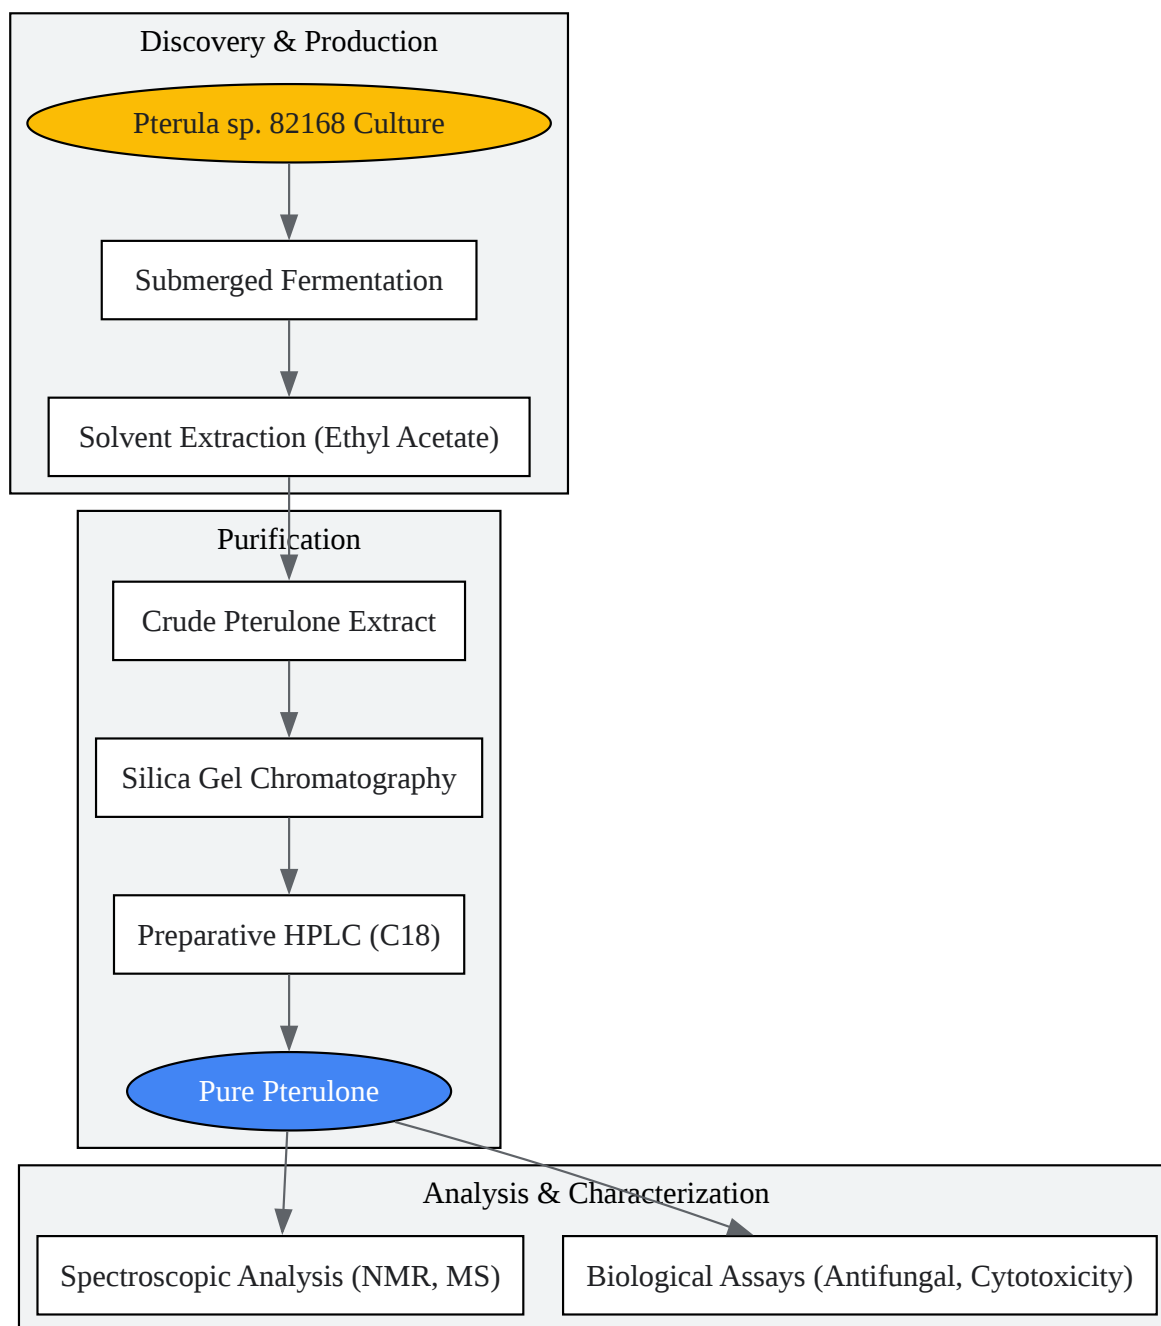 Discovery & Production
Pterula sp. 82168 Culture
Submerged Fermentation
Solvent Extraction (Ethyl Acetate)
Purification
Crude Pterulone Extract
Silica Gel Chromatography
Preparative HPLC (C18)
Pure Pterulone
Analysis & Characterization
Spectroscopic Analysis (NMR, MS)
Biological Assays (Antifungal, Cytotoxicity)